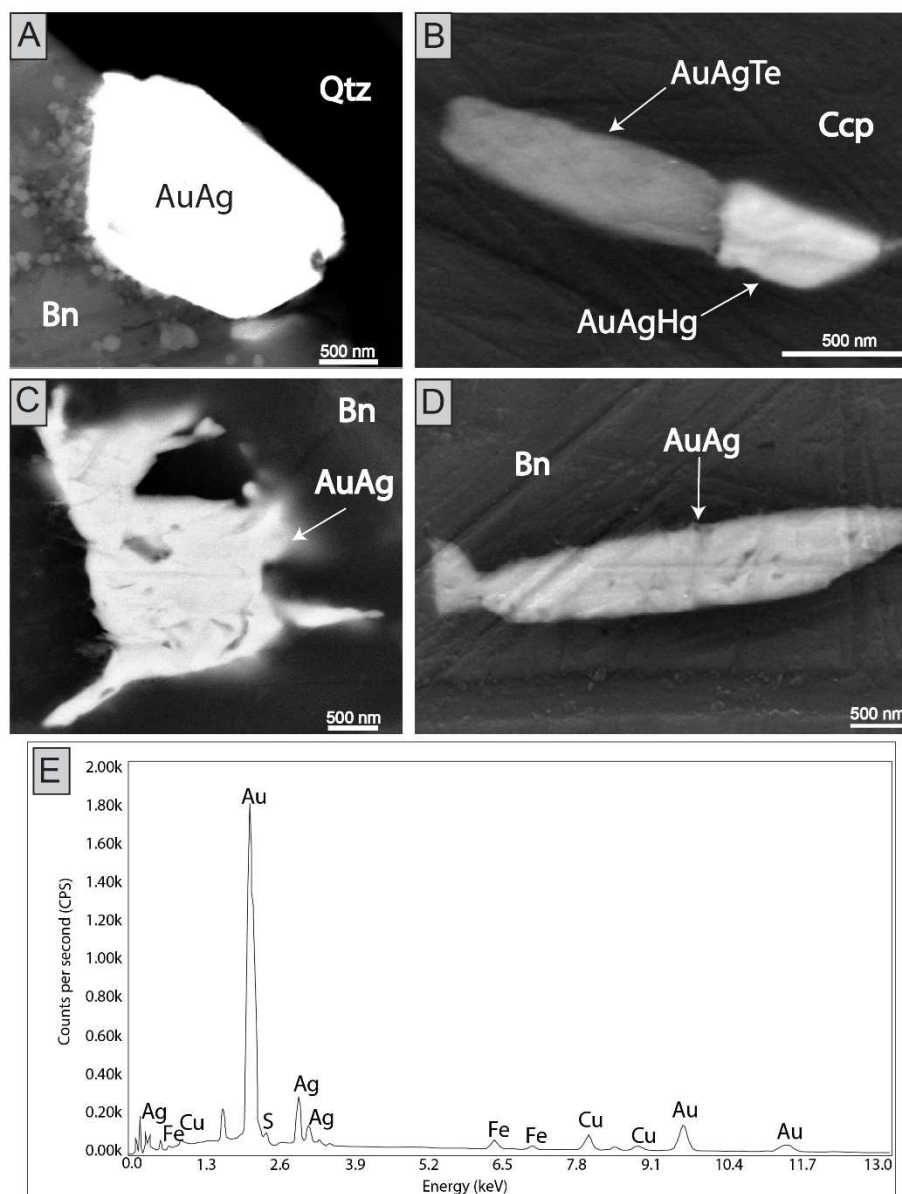 A
Qtz
AuAg
Bn
500 nm
B
AuAgTe
Ccp
AuAgHg
500 nm
C
Bn
AuAg
500 nm
D
AuAg
Bn
500 nm
E
2.00k
1.80k
1.60k
1.40k
1.20k
1.00k
0.80k
0.60k
0.40k
0.20k
0.00k
Counts per second (CPS)
Au
Ag
Fe
Cu
S
Ag
Ag
Fe
Fe
Cu
Cu
Au
Au
0.0 1.3 2.6 3.9 5.2 6.5 7.8 9.1 10.4 11.7 13.0
Energy (keV)